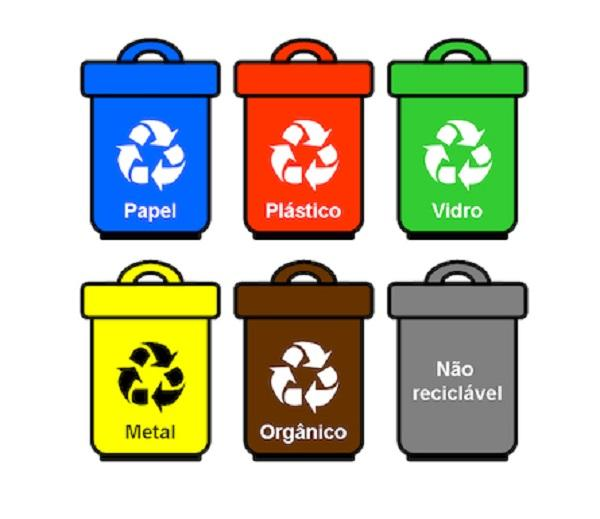 Papel
Plástico
Vidro
Metal
Orgânico
Não
reciclável